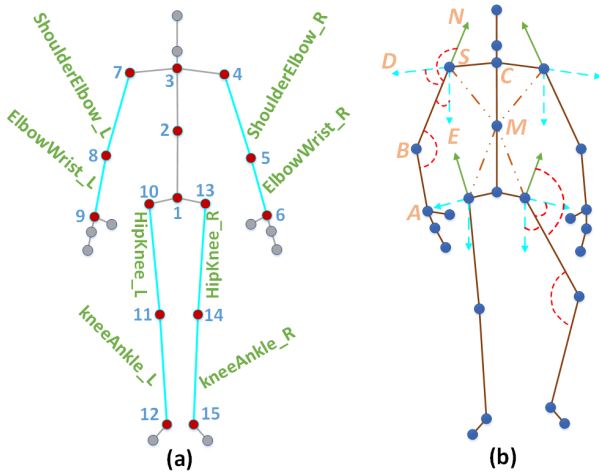 ShoulderElbow_L
ShoulderElbow_R
7
3
4
ElbowWrist_L
2
ElbowWrist_R
8
5
9
10
13
1
6
HipKnee_L
HipKnee_R
11
14
kneeAnkle_L
kneeAnkle_R
12
15
(a)
N
D
S
C
B
E
M
A
(b)